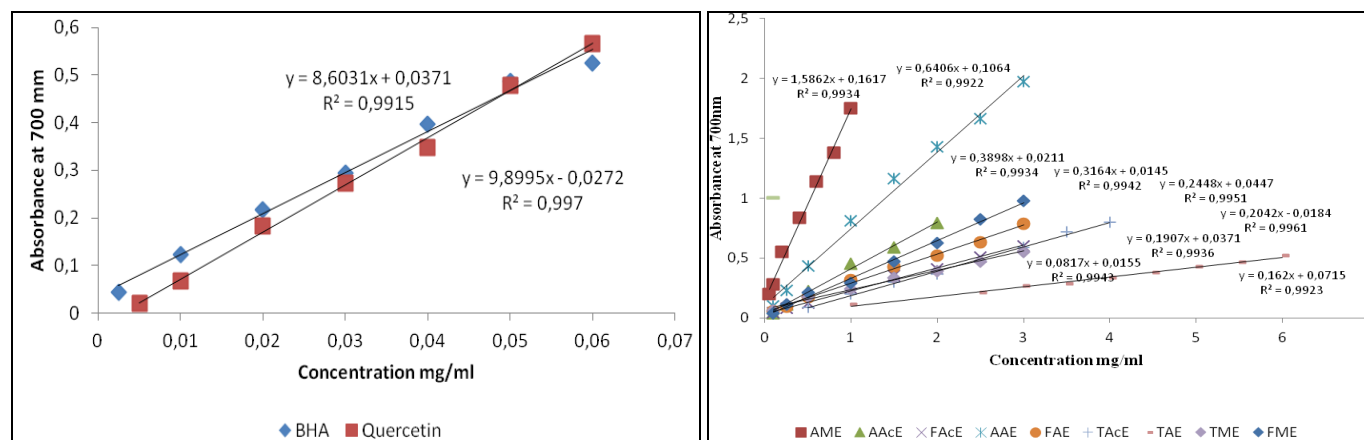 0,6
0,5
0,4
0,3
0,2
0,1
0
Absorbance at 700 mm
y = 8,6031x + 0,0371
R² = 0,9915
y = 9,8995x - 0,0272
R² = 0,997
0 0,01 0,02 0,03 0,04 0,05 0,06 0,07
Concentration mg/ml
BHA Quercetin
2
1,5
1
0,5
0
Absorbance at 700nm
y = 1,5862x + 0,1617
R² = 0,9934
y = 0,6406x + 0,1064
R² = 0,9922
y = 0,3898x + 0,0211
R² = 0,9934
y = 0,3164x + 0,0145
R² = 0,9942
y = 0,2448x + 0,0447
R² = 0,9951
y = 0,2042x - 0,0184
R² = 0,9961
y = 0,1907x + 0,0371
R² = 0,9936
y = 0,0817x + 0,0155
R² = 0,9943
y = 0,162x + 0,0715
R² = 0,9923
0 1 2 3 4 5 6
Concentration mg/ml
AME AAcE FAcE AAE FAE TAcE TAE TME FME